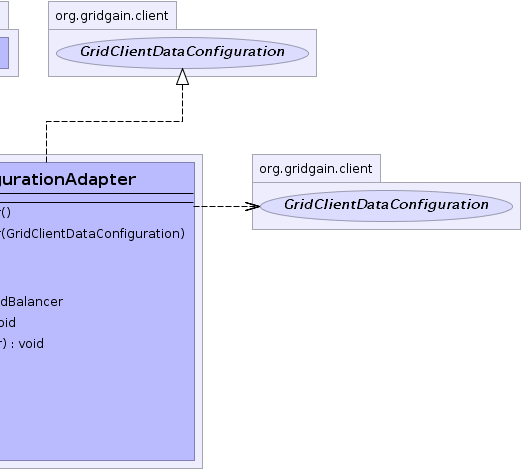 org.gridgain.client
GridClientDataConfiguration
gurationAdapter
org.gridgain.client
GridClientDataConfiguration
r()
r(GridClientDataConfiguration)
dBalancer
oid
r) : void